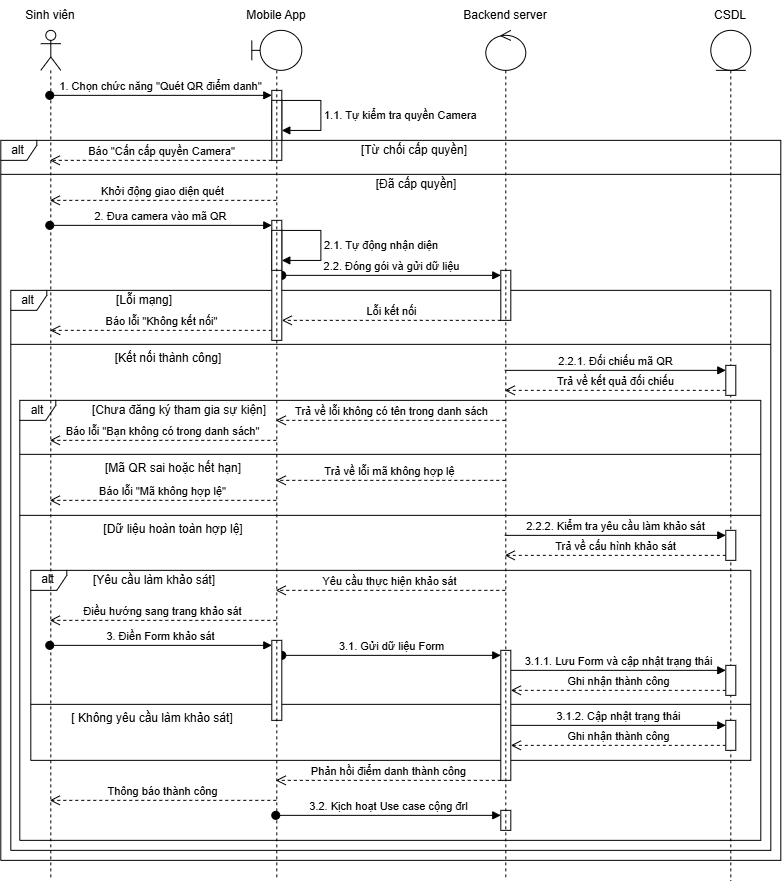 Sinh viên
Mobile App
Backend server
CSDL
1. Chọn chức năng "Quét QR điểm danh"
1.1. Tự kiểm tra quyền Camera
alt
[Từ chối cấp quyền]
Báo "Cần cấp quyền Camera"
[Đã cấp quyền]
Khởi động giao diện quét
2. Đưa camera vào mã QR
2.1. Tự động nhận diện
2.2. Đóng gói và gửi dữ liệu
alt
[Lỗi mạng]
Lỗi kết nối
Báo lỗi "Không kết nối"
[Kết nối thành công]
2.2.1. Đối chiếu mã QR
Trả về kết quả đối chiếu
alt
[Chưa đăng ký tham gia sự kiện]
Trả về lỗi không có tên trong danh sách
Báo lỗi "Bạn không có trong danh sách"
[Mã QR sai hoặc hết hạn]
Trả về lỗi mã không hợp lệ
Báo lỗi "Mã không hợp lệ"
[Dữ liệu hoàn toàn hợp lệ]
2.2.2. Kiểm tra yêu cầu làm khảo sát
Trả về cấu hình khảo sát
alt
[Yêu cầu làm khảo sát]
Yêu cầu thực hiện khảo sát
Điều hướng sang trang khảo sát
3. Điền Form khảo sát
3.1. Gửi dữ liệu Form
3.1.1. Lưu Form và cập nhật trạng thái
Ghi nhận thành công
[ Không yêu cầu làm khảo sát]
3.1.2. Cập nhật trạng thái
Ghi nhận thành công
Phản hồi điểm danh thành công
Thông báo thành công
3.2. Kịch hoạt Use case cộng đrl